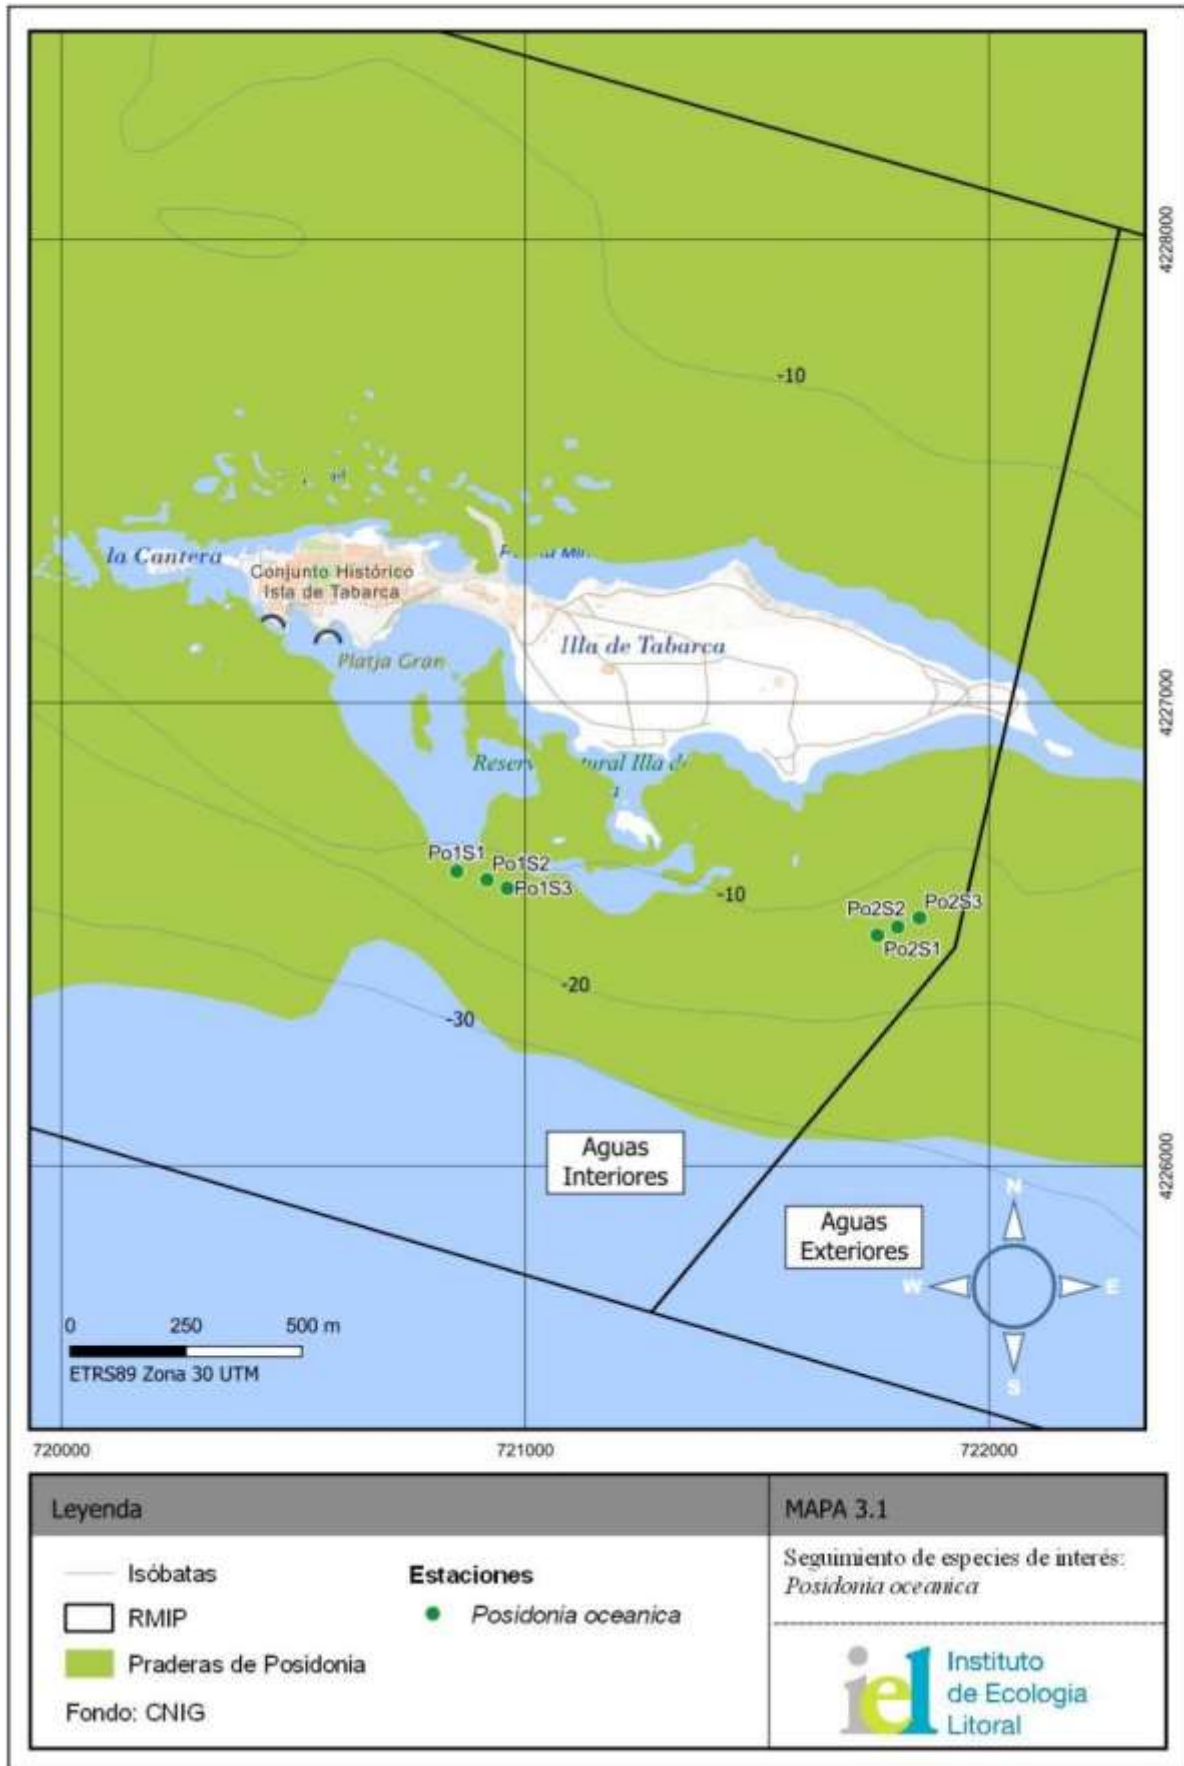 4228000
-10
la Cantera
Conjunto Histórico
Isla de Tabarca
Illa de Tabarca
Platja Gran
4227000
Po1S1
Po1S2
Po1S3
-10
Po2S3
Po2S2
Po2S1
-20
-30
Aguas
Interiores
4226000
N
Aguas
Exteriores
W
E
S
0 250 500 m
ETRS89 Zona 30 UTM
720000 721000 722000
Leyenda
Isóbatas
RMIP
Praderas de Posidonia
Fondo: CNIG
Estaciones
Posidonia oceanica
MAPA 3.1
Seguimiento de especies de interés:
Posidonia oceanica
iel
Instituto
de Ecologia
Litoral